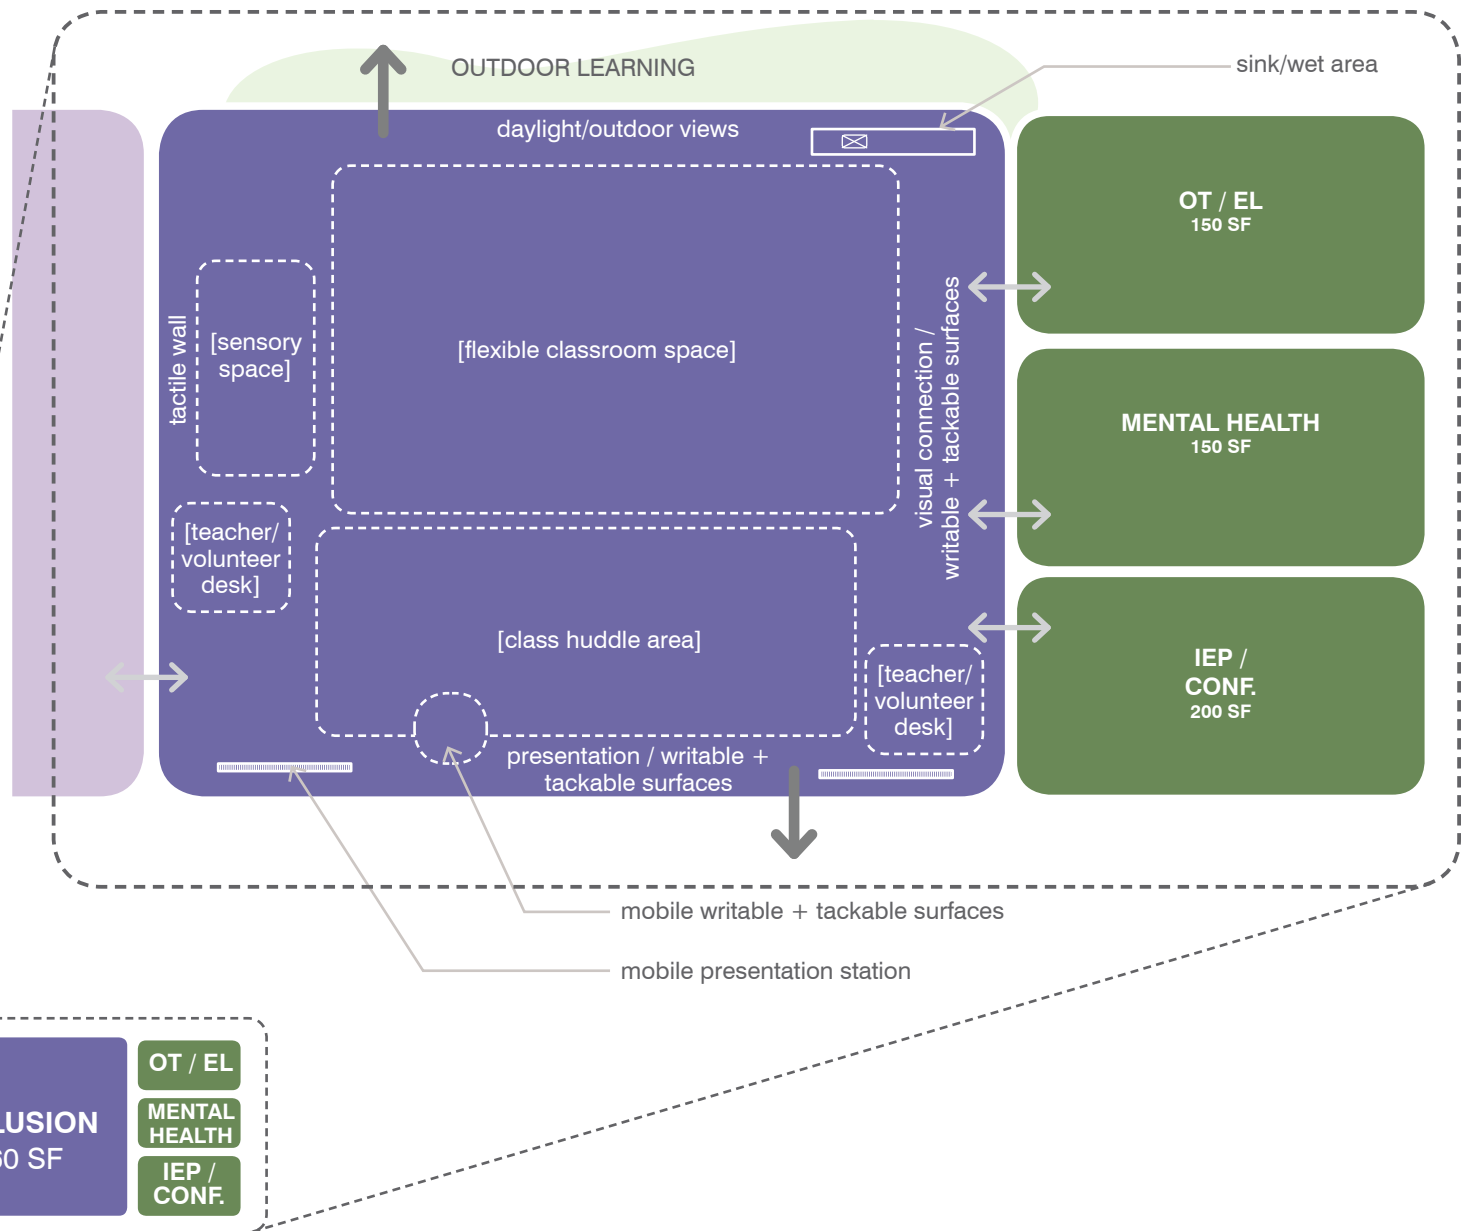 OUTDOOR LEARNING
sink/wet area
daylight/outdoor views
OT / EL
150 SF
tactile wall
[sensory
space]
[flexible classroom space]
visual connection /
writable + tackable surfaces
MENTAL HEALTH
150 SF
[teacher/
volunteer
desk]
[class huddle area]
[teacher/
volunteer
desk]
IEP /
CONF.
200 SF
presentation / writable +
tackable surfaces
mobile writable + tackable surfaces
mobile presentation station
OT / EL
MENTAL
HEALTH
IEP /
CONF.
LUSION
60 SF